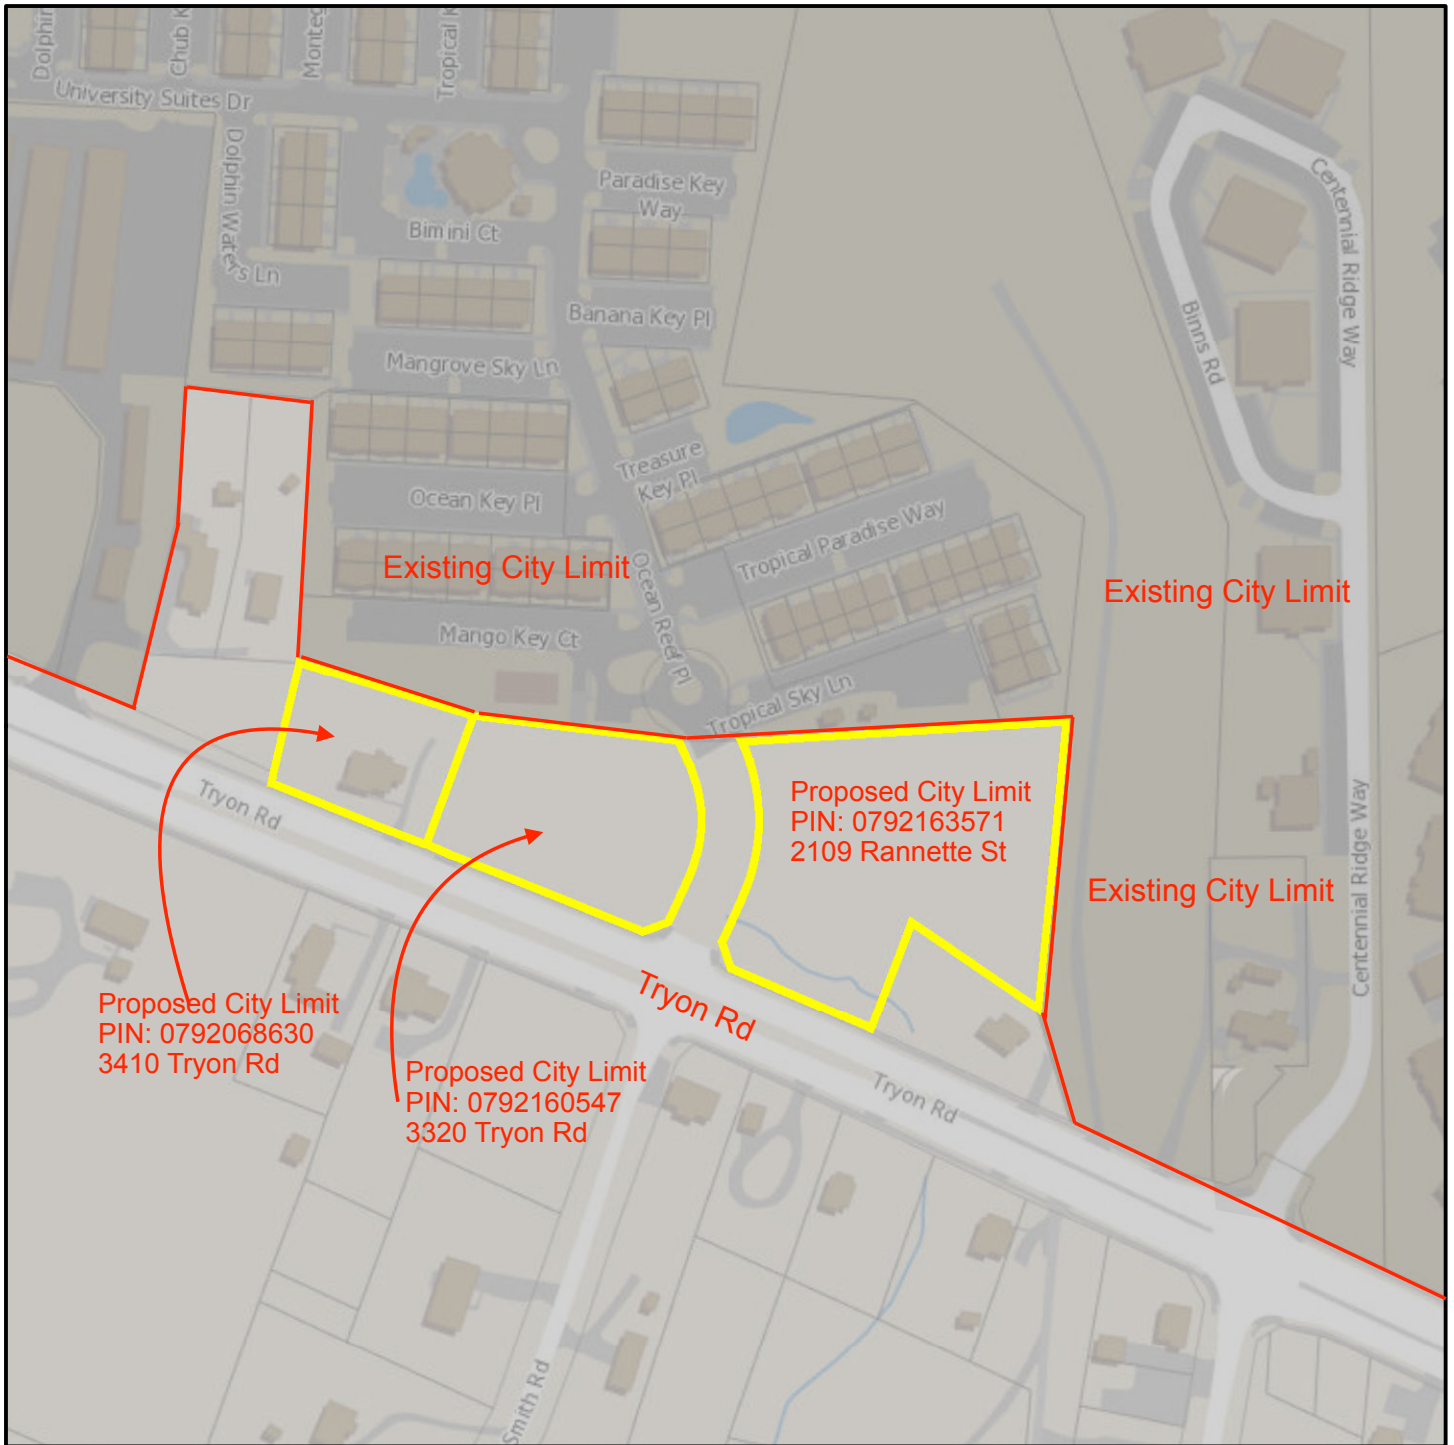 Dolphin
Chub K
Monteg
Tropical K
University Suites Dr
Dolphin Waters Ln
Bimini Ct
Paradise Key
Way
Banana Key Pl
Mangrove Sky Ln
Treasure
Key Pl
Ocean Key Pl
Tropical Paradise Way
Ocean Reef Pl
Mango Key Ct
Tropical Sky Ln
Centennial Ridge Way
Binns Rd
Existing City Limit
Existing City Limit
Existing City Limit
Centennial Ridge Way
Proposed City Limit
PIN: 0792163571
2109 Rannette St
Tryon Rd
Tryon Rd
Proposed City Limit
PIN: 0792068630
3410 Tryon Rd
Proposed City Limit
PIN: 0792160547
3320 Tryon Rd
Tryon Rd
Smith Rd